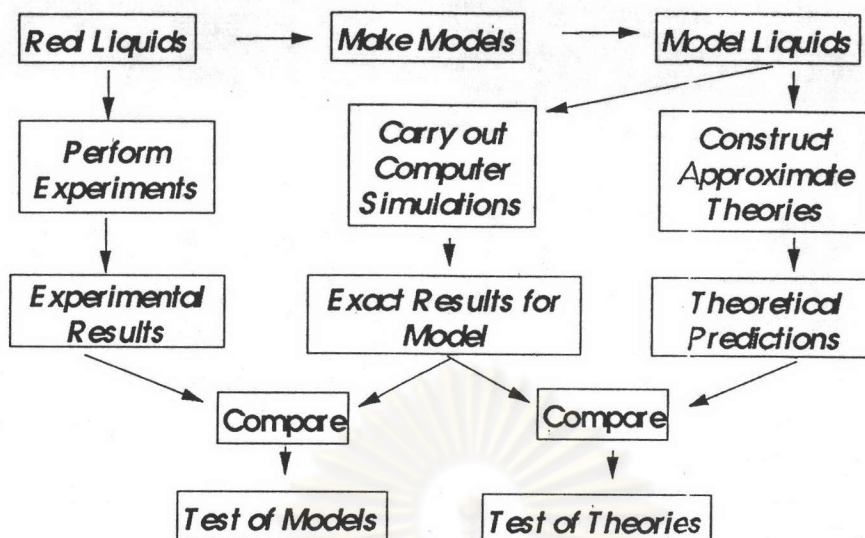 Real Liquids
Make Models
Model Liquids
Perform
Experiments
Carry out
Computer
Simulations
Construct
Approximate
Theories
Experimental
Results
Exact Results for
Model
Theoretical
Predictions
Compare
Compare
Test of Models
Test of Theories